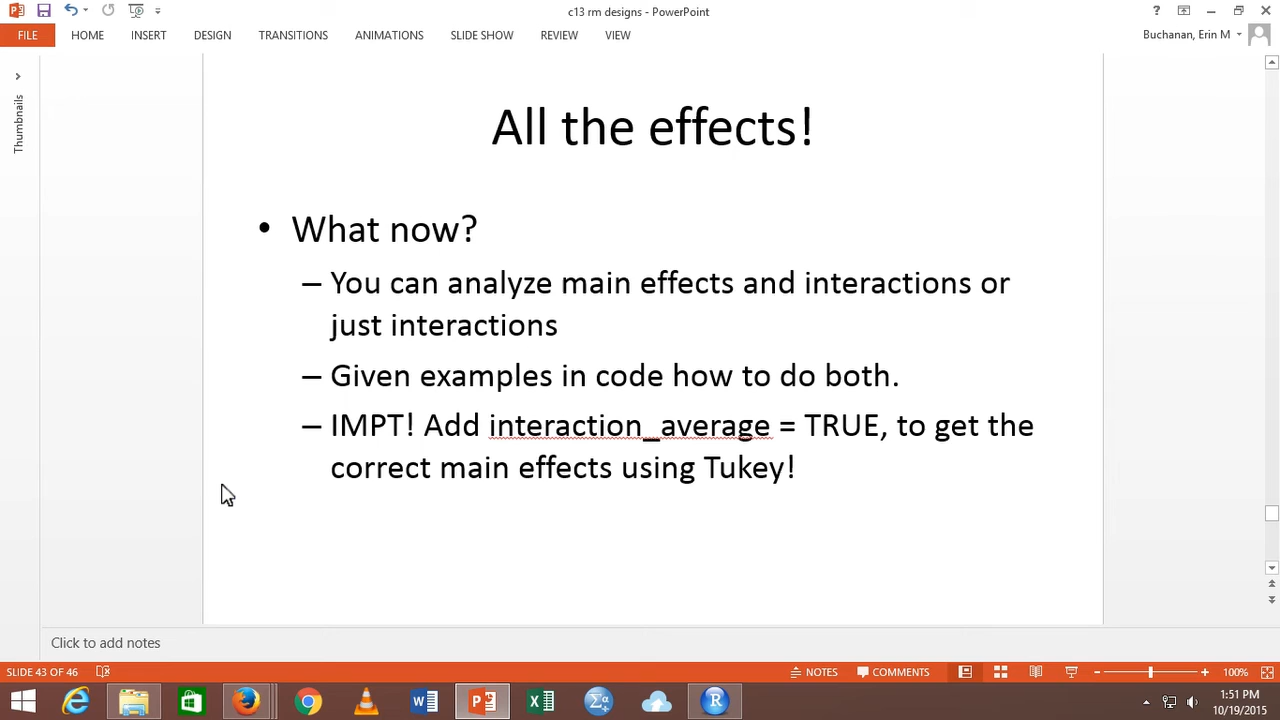 c13 rm designs - PowerPoint
?
FILE HOME INSERT DESIGN TRANSITIONS ANIMATIONS SLIDE SHOW REVIEW VIEW Buchanan, Erin M
Thumbnails
All the effects!
• What now?
– You can analyze main effects and interactions or
just interactions
– Given examples in code how to do both.
– IMPT! Add interaction_average = TRUE, to get the
correct main effects using Tukey!
Click to add notes
SLIDE 43 OF 46 NOTES COMMENTS 100%
1:51 PM
10/19/2015